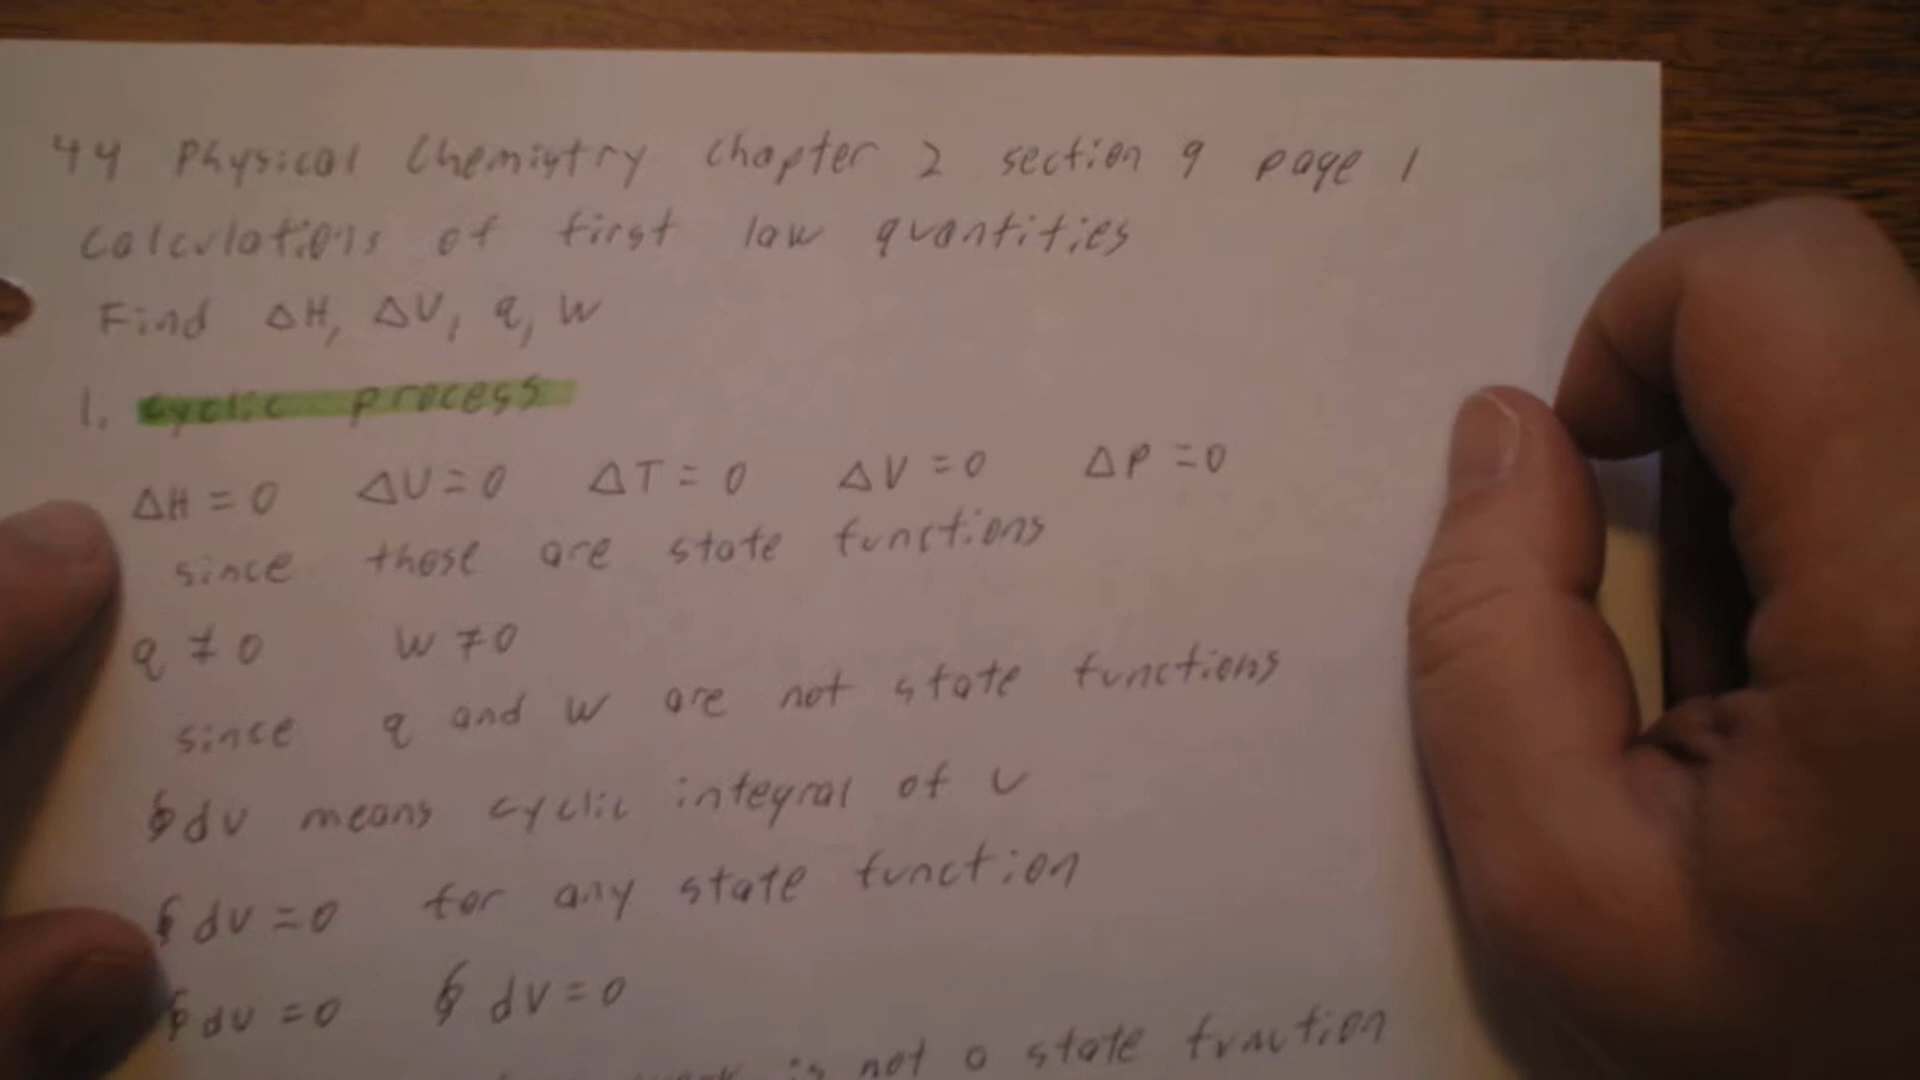 44 Physical Chemistry chapter 2 section 9 page 1
Calculations of first law quantities
Find ΔH, ΔU, q, w
1. Cyclic process
ΔH = 0 ΔU = 0 ΔT = 0 ΔV = 0 ΔP = 0
since those are state functions
q ≠ 0 w ≠ 0
since q and w are not state functions
∮ dU means cyclic integral of U
∮ dU = 0 for any state function
∮ dU = 0 ∮ dV = 0
is not a state function